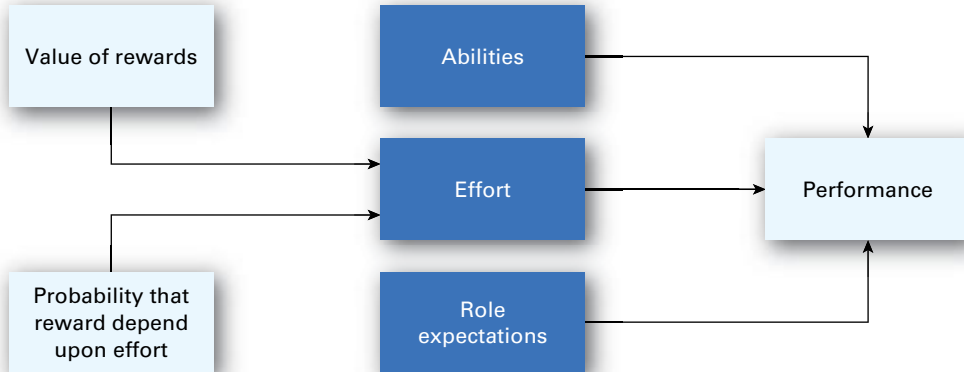 Value of rewards
Abilities
Effort
Performance
Probability that
reward depend
upon effort
Role
expectations